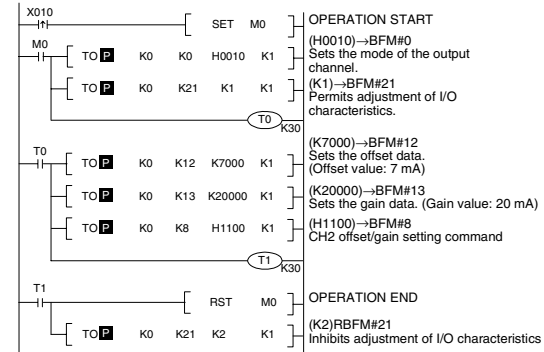 X010
SET M0
OPERATION START
M0
TO P K0 K0 H0010 K1
(H0010)→BFM#0
Sets the mode of the output
channel.
TO P K0 K21 K1 K1
(K1)→BFM#21
Permits adjustment of I/O
characteristics.
T0 K30
T0
TO P K0 K12 K7000 K1
(K7000)→BFM#12
Sets the offset data.
(Offset value: 7 mA)
TO P K0 K13 K20000 K1
(K20000)→BFM#13
Sets the gain data. (Gain value: 20 mA)
TO P K0 K8 H1100 K1
(H1100)→BFM#8
CH2 offset/gain setting command
T1 K30
T1
RST M0
OPERATION END
TO P K0 K21 K2 K1
(K2)RBFM#21
Inhibits adjustment of I/O characteristics